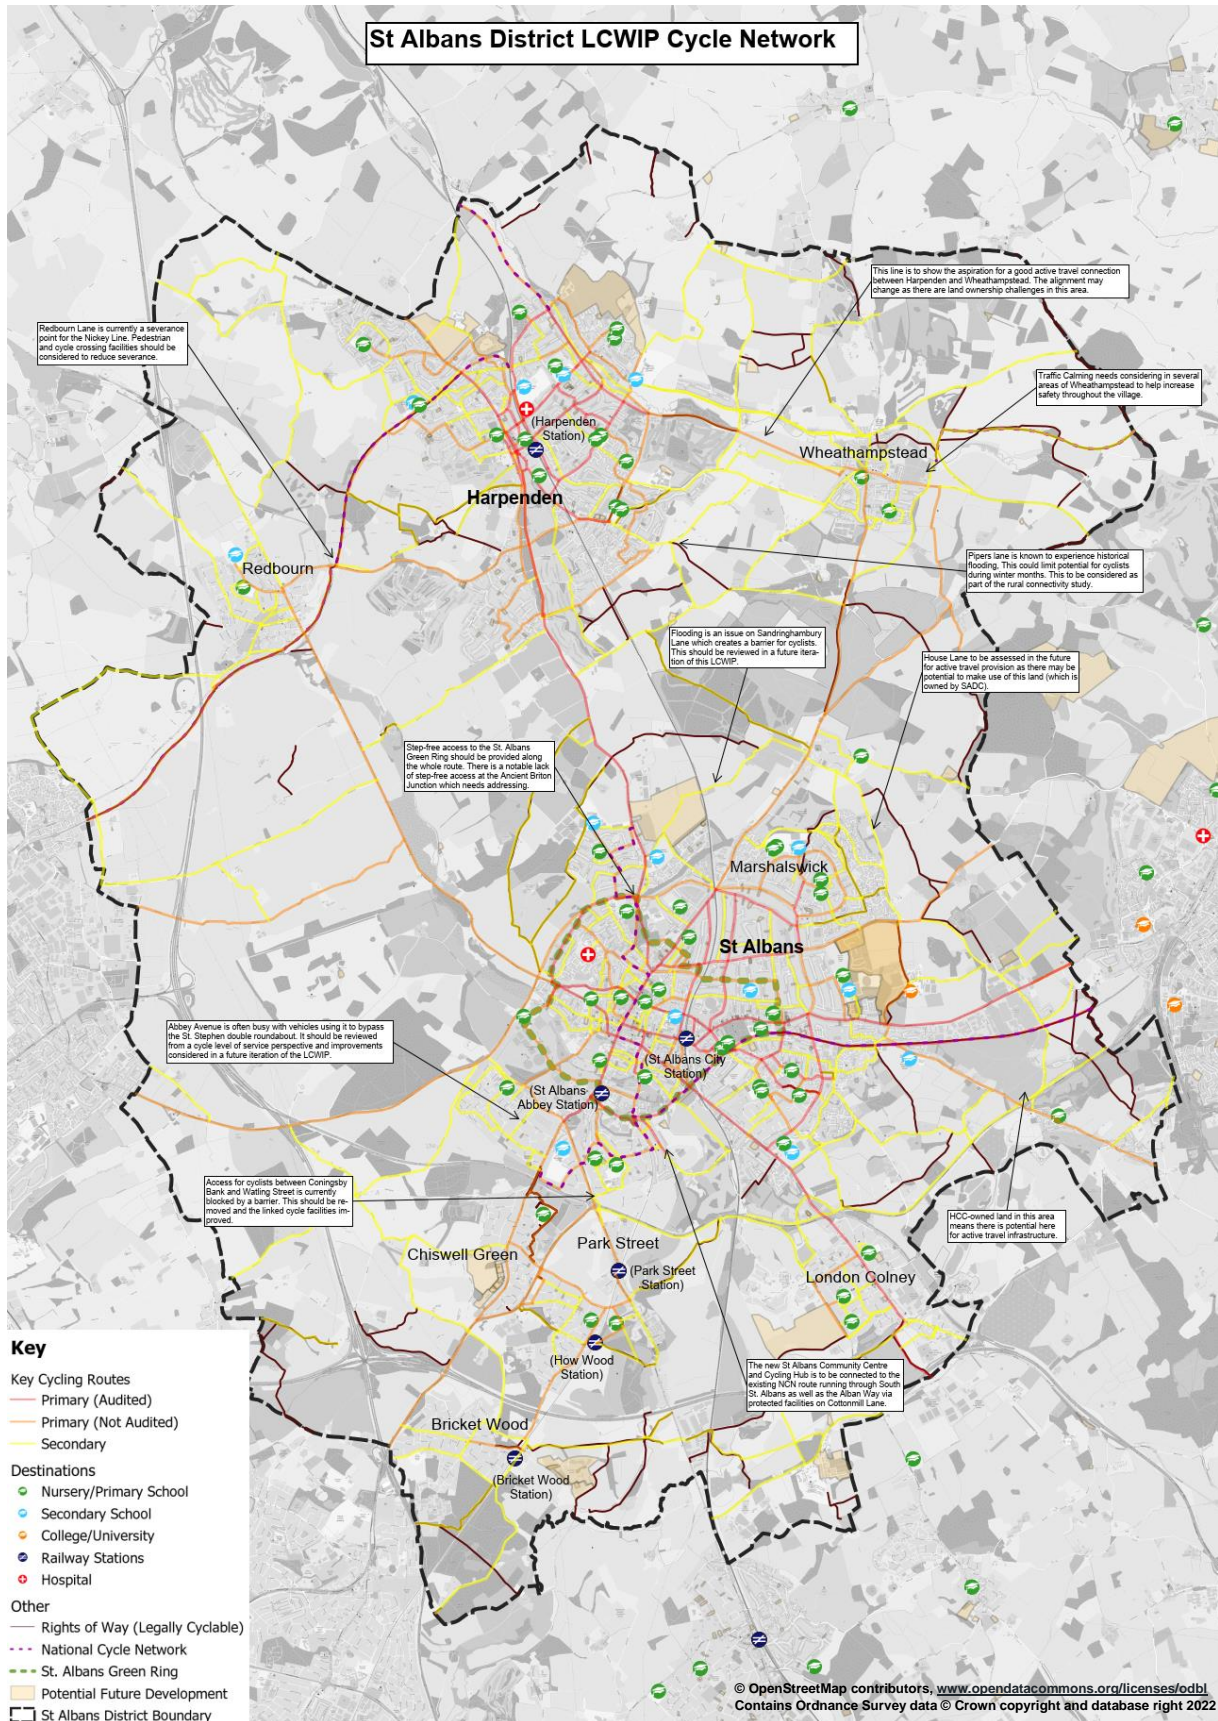 St Albans District LCWIP Cycle Network
This line is to show the aspiration for a good active travel connection
between Harpenden and Wheathampstead. The alignment may
change as there are land ownership challenges in this area.
Redbourn Lane is currently a severance
point for the Nickey Line. Pedestrian
and cycle crossing facilities should be
considered to reduce severance.
Traffic Calming needs considering in several
areas of Wheathampstead to help increase
safety throughout the village.
(Harpenden
Station)
Wheathampstead
Harpenden
Redbourn
Pipers lane is known to experience historical
flooding, This could limit potential for cyclists
during winter months. This to be considered as
part of the rural connectivity study.
Flooding is an issue on Sandringhambury
Lane which creates a barrier for cyclists.
This should be reviewed in a future itera-
tion of this LCWIP.
House Lane to be assessed in the future
for active travel provision as there may be
potential to make use of this land (which is
owned by SADC).
Step-free access to the St. Albans
Green Ring should be provided along
the whole route. There is a notable lack
of step-free access at the Ancient Briton
Junction which needs addressing.
Marshalswick
St Albans
Abbey Avenue is often busy with vehicles using it to bypass
the St. Stephen double roundabout. It should be reviewed
from a cycle level of service perspective and improvements
considered in a future iteration of the LCWIP.
(St Albans City
Station)
(St Albans
Abbey Station)
Access for cyclists between Coningsby
Bank and Watling Street is currently
blocked by a barrier. This should be re-
moved and the linked cycle facilities im-
proved.
HCC-owned land in this area
means there is potential here
for active travel infrastructure.
Chiswell Green
Park Street
(Park Street
Station)
London Colney
(How Wood
Station)
The new St Albans Community Centre
and Cycling Hub is to be connected to the
existing NCN route running through South
St. Albans as well as the Alban Way via
protected facilities on Cottonmill Lane.
Bricket Wood
(Bricket Wood
Station)
Key
Key Cycling Routes
Primary (Audited)
Primary (Not Audited)
Secondary
Destinations
Nursery/Primary School
Secondary School
College/University
Railway Stations
Hospital
Other
Rights of Way (Legally Cyclable)
National Cycle Network
St. Albans Green Ring
Potential Future Development
St Albans District Boundary
© OpenStreetMap contributors, www.opendatacommons.org/licenses/odbl
Contains Ordnance Survey data © Crown copyright and database right 2022